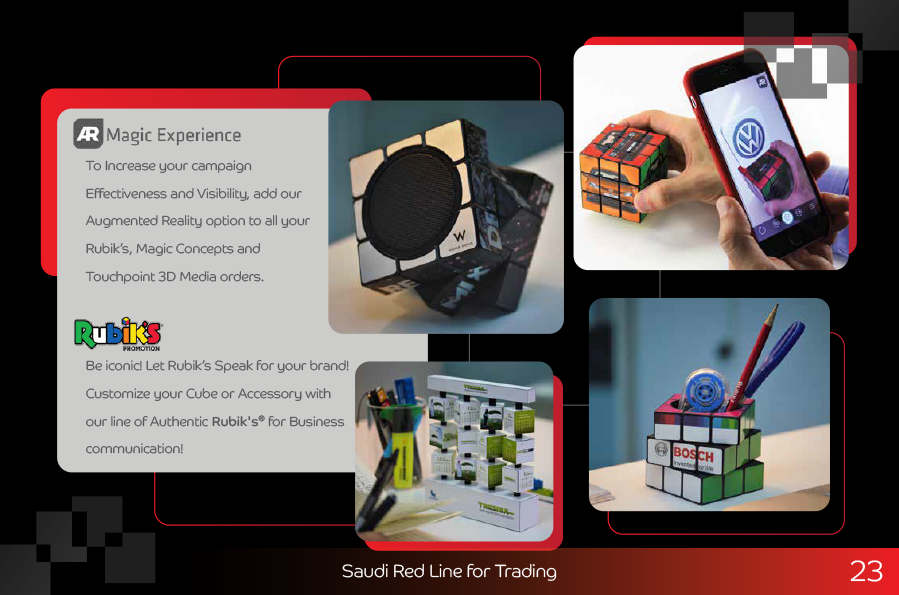 AR Magic Experience
To Increase your campaign
Effectiveness and Visibility, add our
Augmented Reality option to all your
Rubik's, Magic Concepts and
Touchpoint 3D Media orders.
Rubik's
PROMOTION
Be iconic! Let Rubik's Speak for your brand!
Customize your Cube or Accessory with
our line of Authentic Rubik's® for Business
communication!
W
MIX
AR
VW
BOSCH
Invented for life
Saudi Red Line for Trading
23